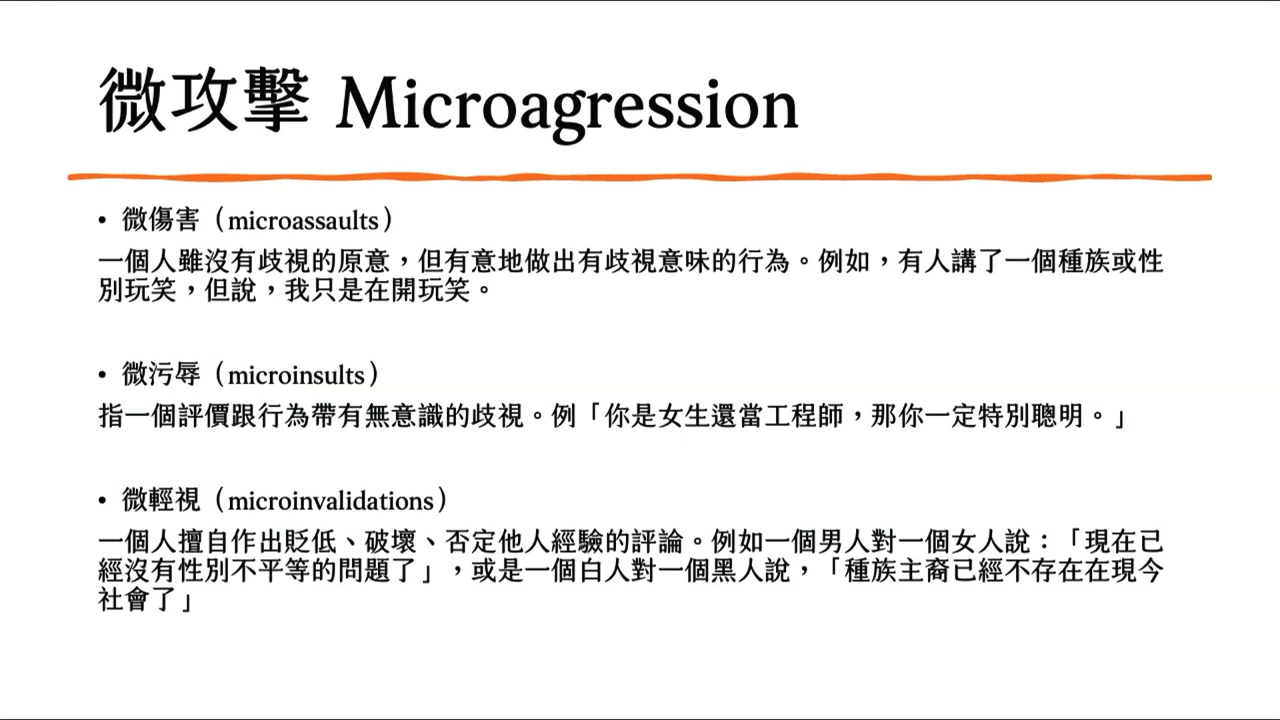 微攻擊 Microagression
• 微傷害（microassaults）
一個人雖沒有歧視的原意，但有意地做出有歧視意味的行為。例如，有人講了一個種族或性
別玩笑，但說，我只是在開玩笑。
• 微污辱（microinsults）
指一個評價跟行為帶有無意識的歧視。例「你是女生還當工程師，那你一定特別聰明。」
• 微輕視（microinvalidations）
一個人擅自作出貶低、破壞、否定他人經驗的評論。例如一個男人對一個女人說：「現在已
經沒有性別不平等的問題了」，或是一個白人對一個黑人說，「種族主裔已經不存在在現今
社會了」